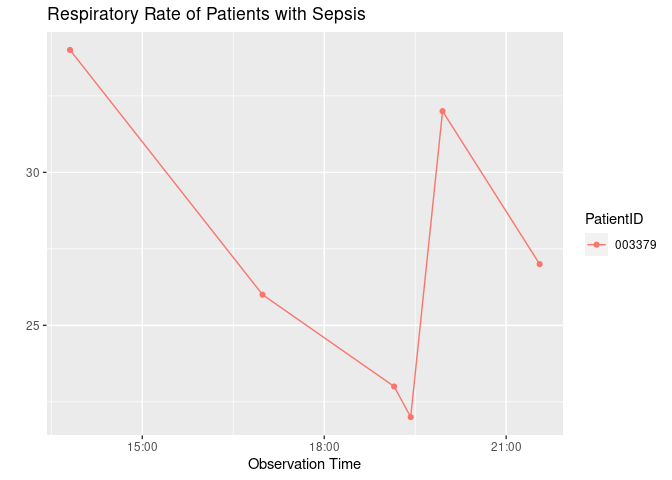 Respiratory Rate of Patients with Sepsis
30
25
15:00
18:00
21:00
Observation Time
PatientID
003379